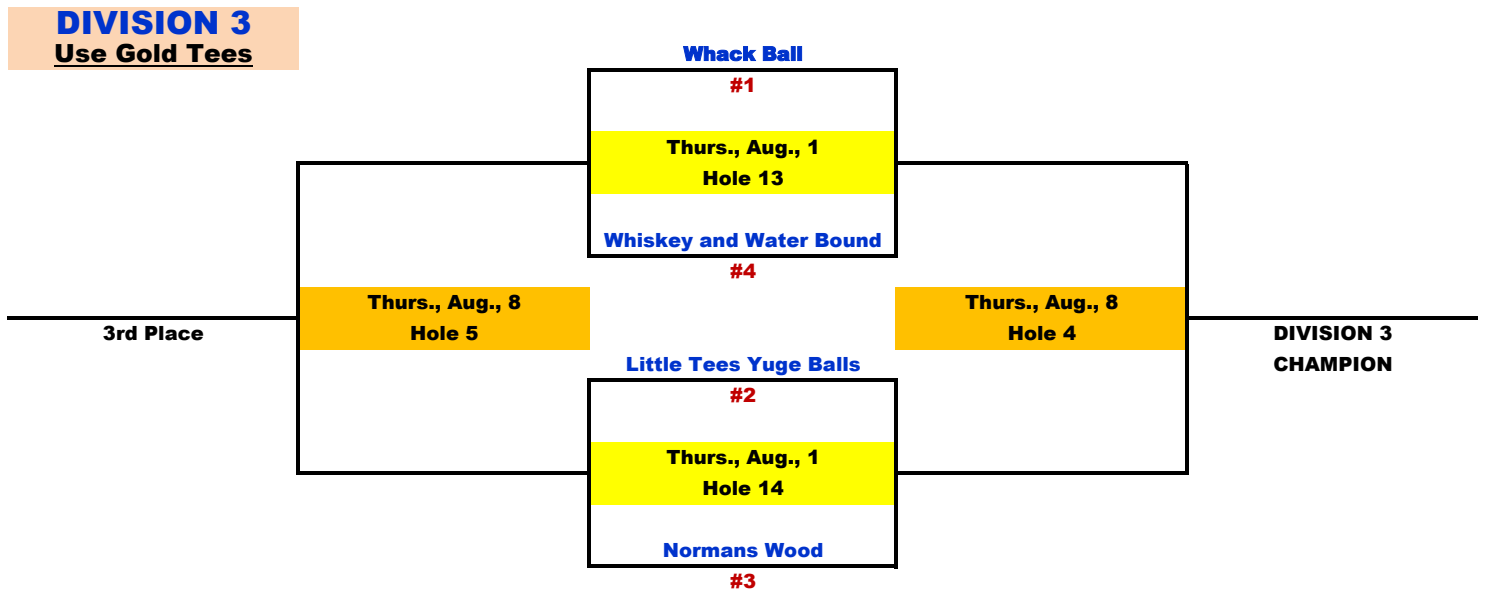 DIVISION 3
Use Gold Tees
Whack Ball
#1
Thurs., Aug., 1
Hole 13
Whiskey and Water Bound
#4
Thurs., Aug., 8
Hole 5
3rd Place
Thurs., Aug., 8
Hole 4
DIVISION 3
CHAMPION
Little Tees Yuge Balls
#2
Thurs., Aug., 1
Hole 14
Normans Wood
#3